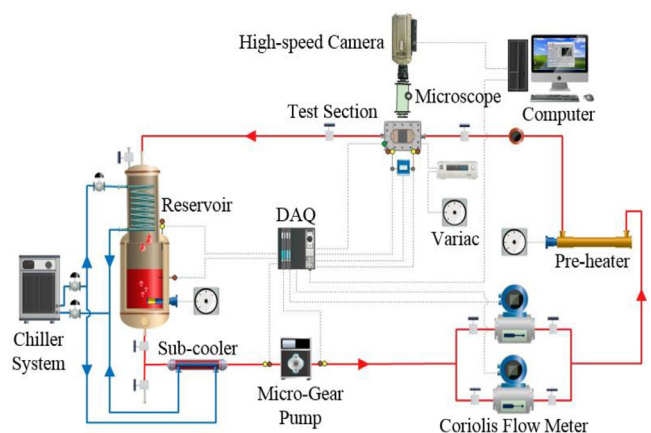 High-speed Camera
Microscope
Computer
Test Section
Reservoir
DAQ
Variac
Pre-heater
Chiller
System
Sub-cooler
Micro-Gear
Pump
Coriolis Flow Meter